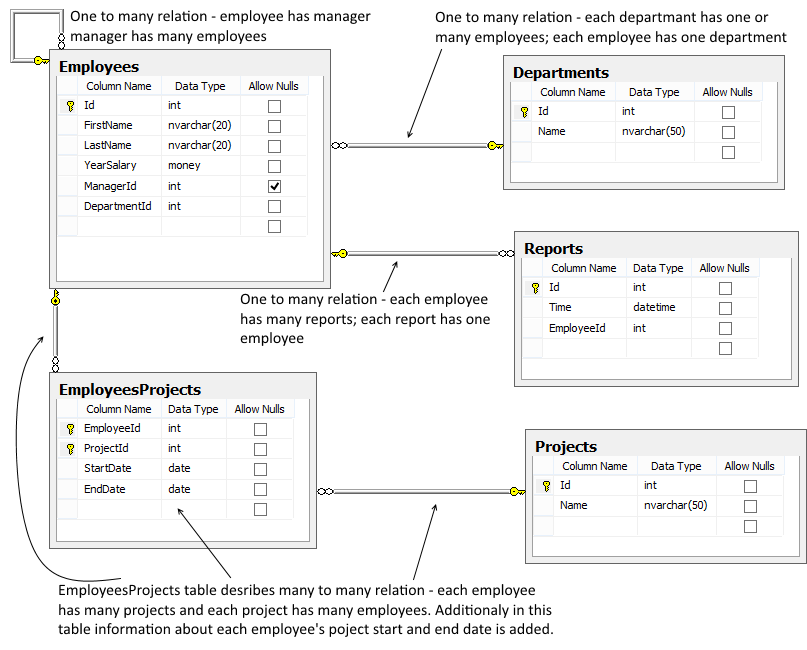 One to many relation - employee has manager
manager has many employees
One to many relation - each departmant has one or
many employees; each employee has one department
Employees
Column Name Data Type Allow Nulls
Id int
FirstName nvarchar(20)
LastName nvarchar(20)
YearSalary money
ManagerId int
DepartmentId int
Departments
Column Name Data Type Allow Nulls
Id int
Name nvarchar(50)
Reports
Column Name Data Type Allow Nulls
Id int
Time datetime
EmployeeId int
One to many relation - each employee
has many reports; each report has one
employee
EmployeesProjects
Column Name Data Type Allow Nulls
EmployeeId int
ProjectId int
StartDate date
EndDate date
Projects
Column Name Data Type Allow Nulls
Id int
Name nvarchar(50)
EmployeesProjects table desribes many to many relation - each employee
has many projects and each project has many employees. Additionaly in this
table information about each employee's poject start and end date is added.